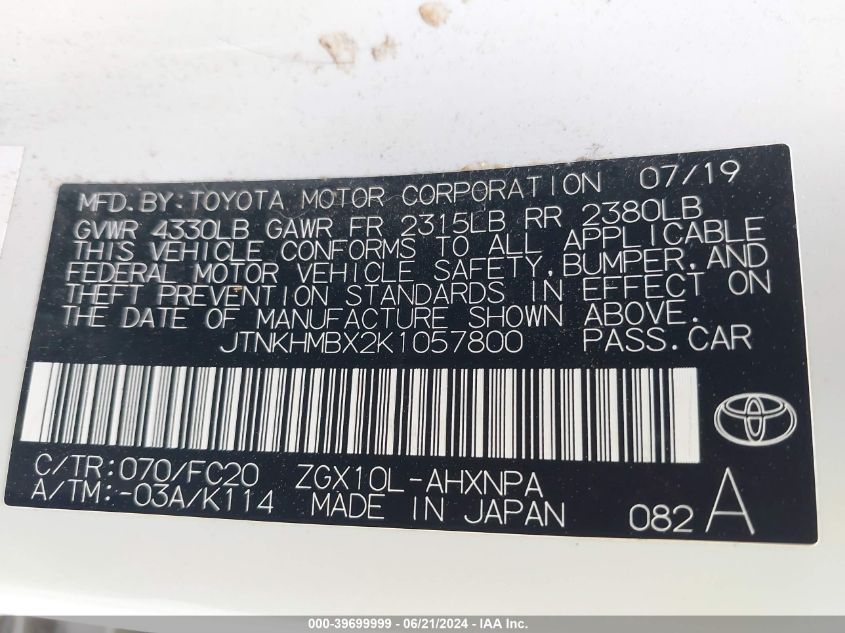 MFD. BY: TOYOTA MOTOR CORPORATION 07/19
GVWR 4330LB GAWR FR 2315LB RR 2380LB
THIS VEHICLE CONFORMS TO ALL APPLICABLE
FEDERAL MOTOR VEHICLE SAFETY, BUMPER, AND
THEFT PREVENTION STANDARDS IN EFFECT ON
THE DATE OF MANUFACTURE SHOWN ABOVE.
JTNKHMBX2K1057800 PASS. CAR
C/TR: 070/FC20 ZGX10L-AHXNPA
A/TM: -03A/K114 MADE IN JAPAN 082 A
000-39699999 | 06/21/2024 - IAA Inc.